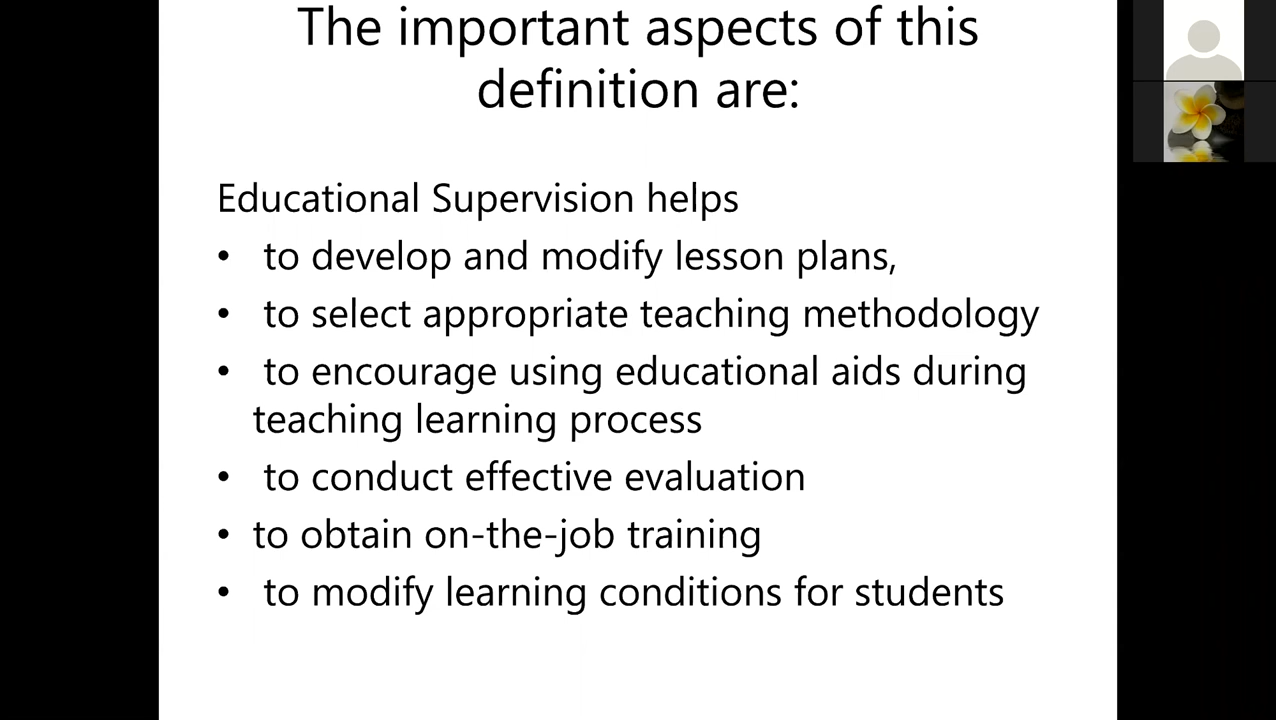 The important aspects of this
definition are:
Educational Supervision helps
• to develop and modify lesson plans,
• to select appropriate teaching methodology
• to encourage using educational aids during
teaching learning process
• to conduct effective evaluation
• to obtain on-the-job training
• to modify learning conditions for students